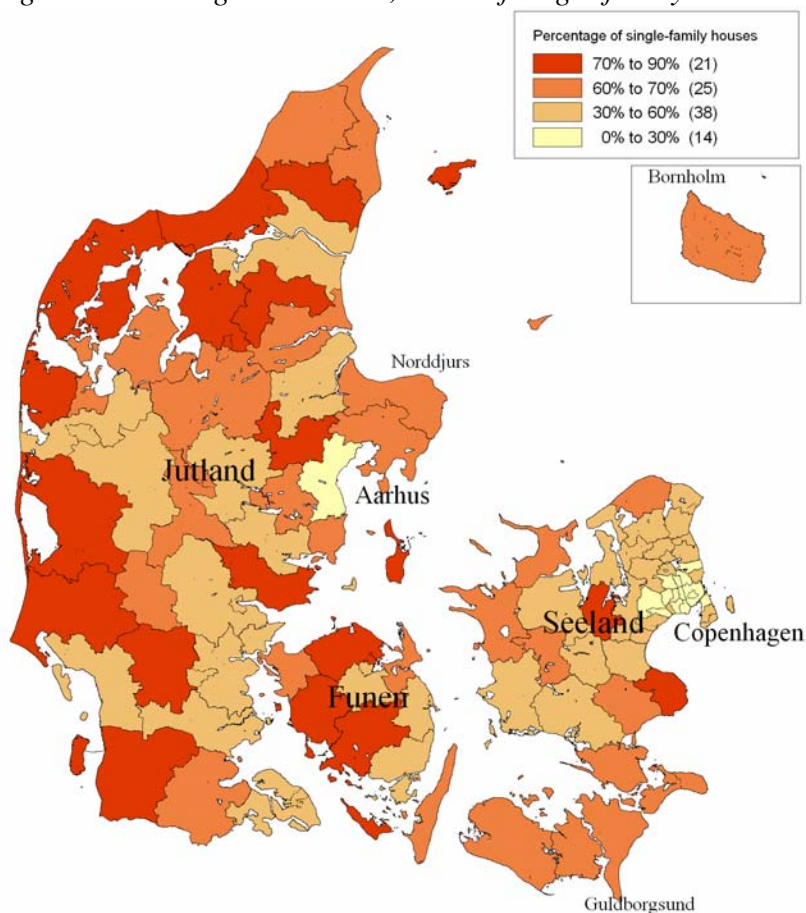 Percentage of single-family houses
70% to 90% (21)
60% to 70% (25)
30% to 60% (38)
0% to 30% (14)
Bornholm
Norddjurs
Jutland
Aarhus
Seeland
Copenhagen
Funen
Guldborgsund